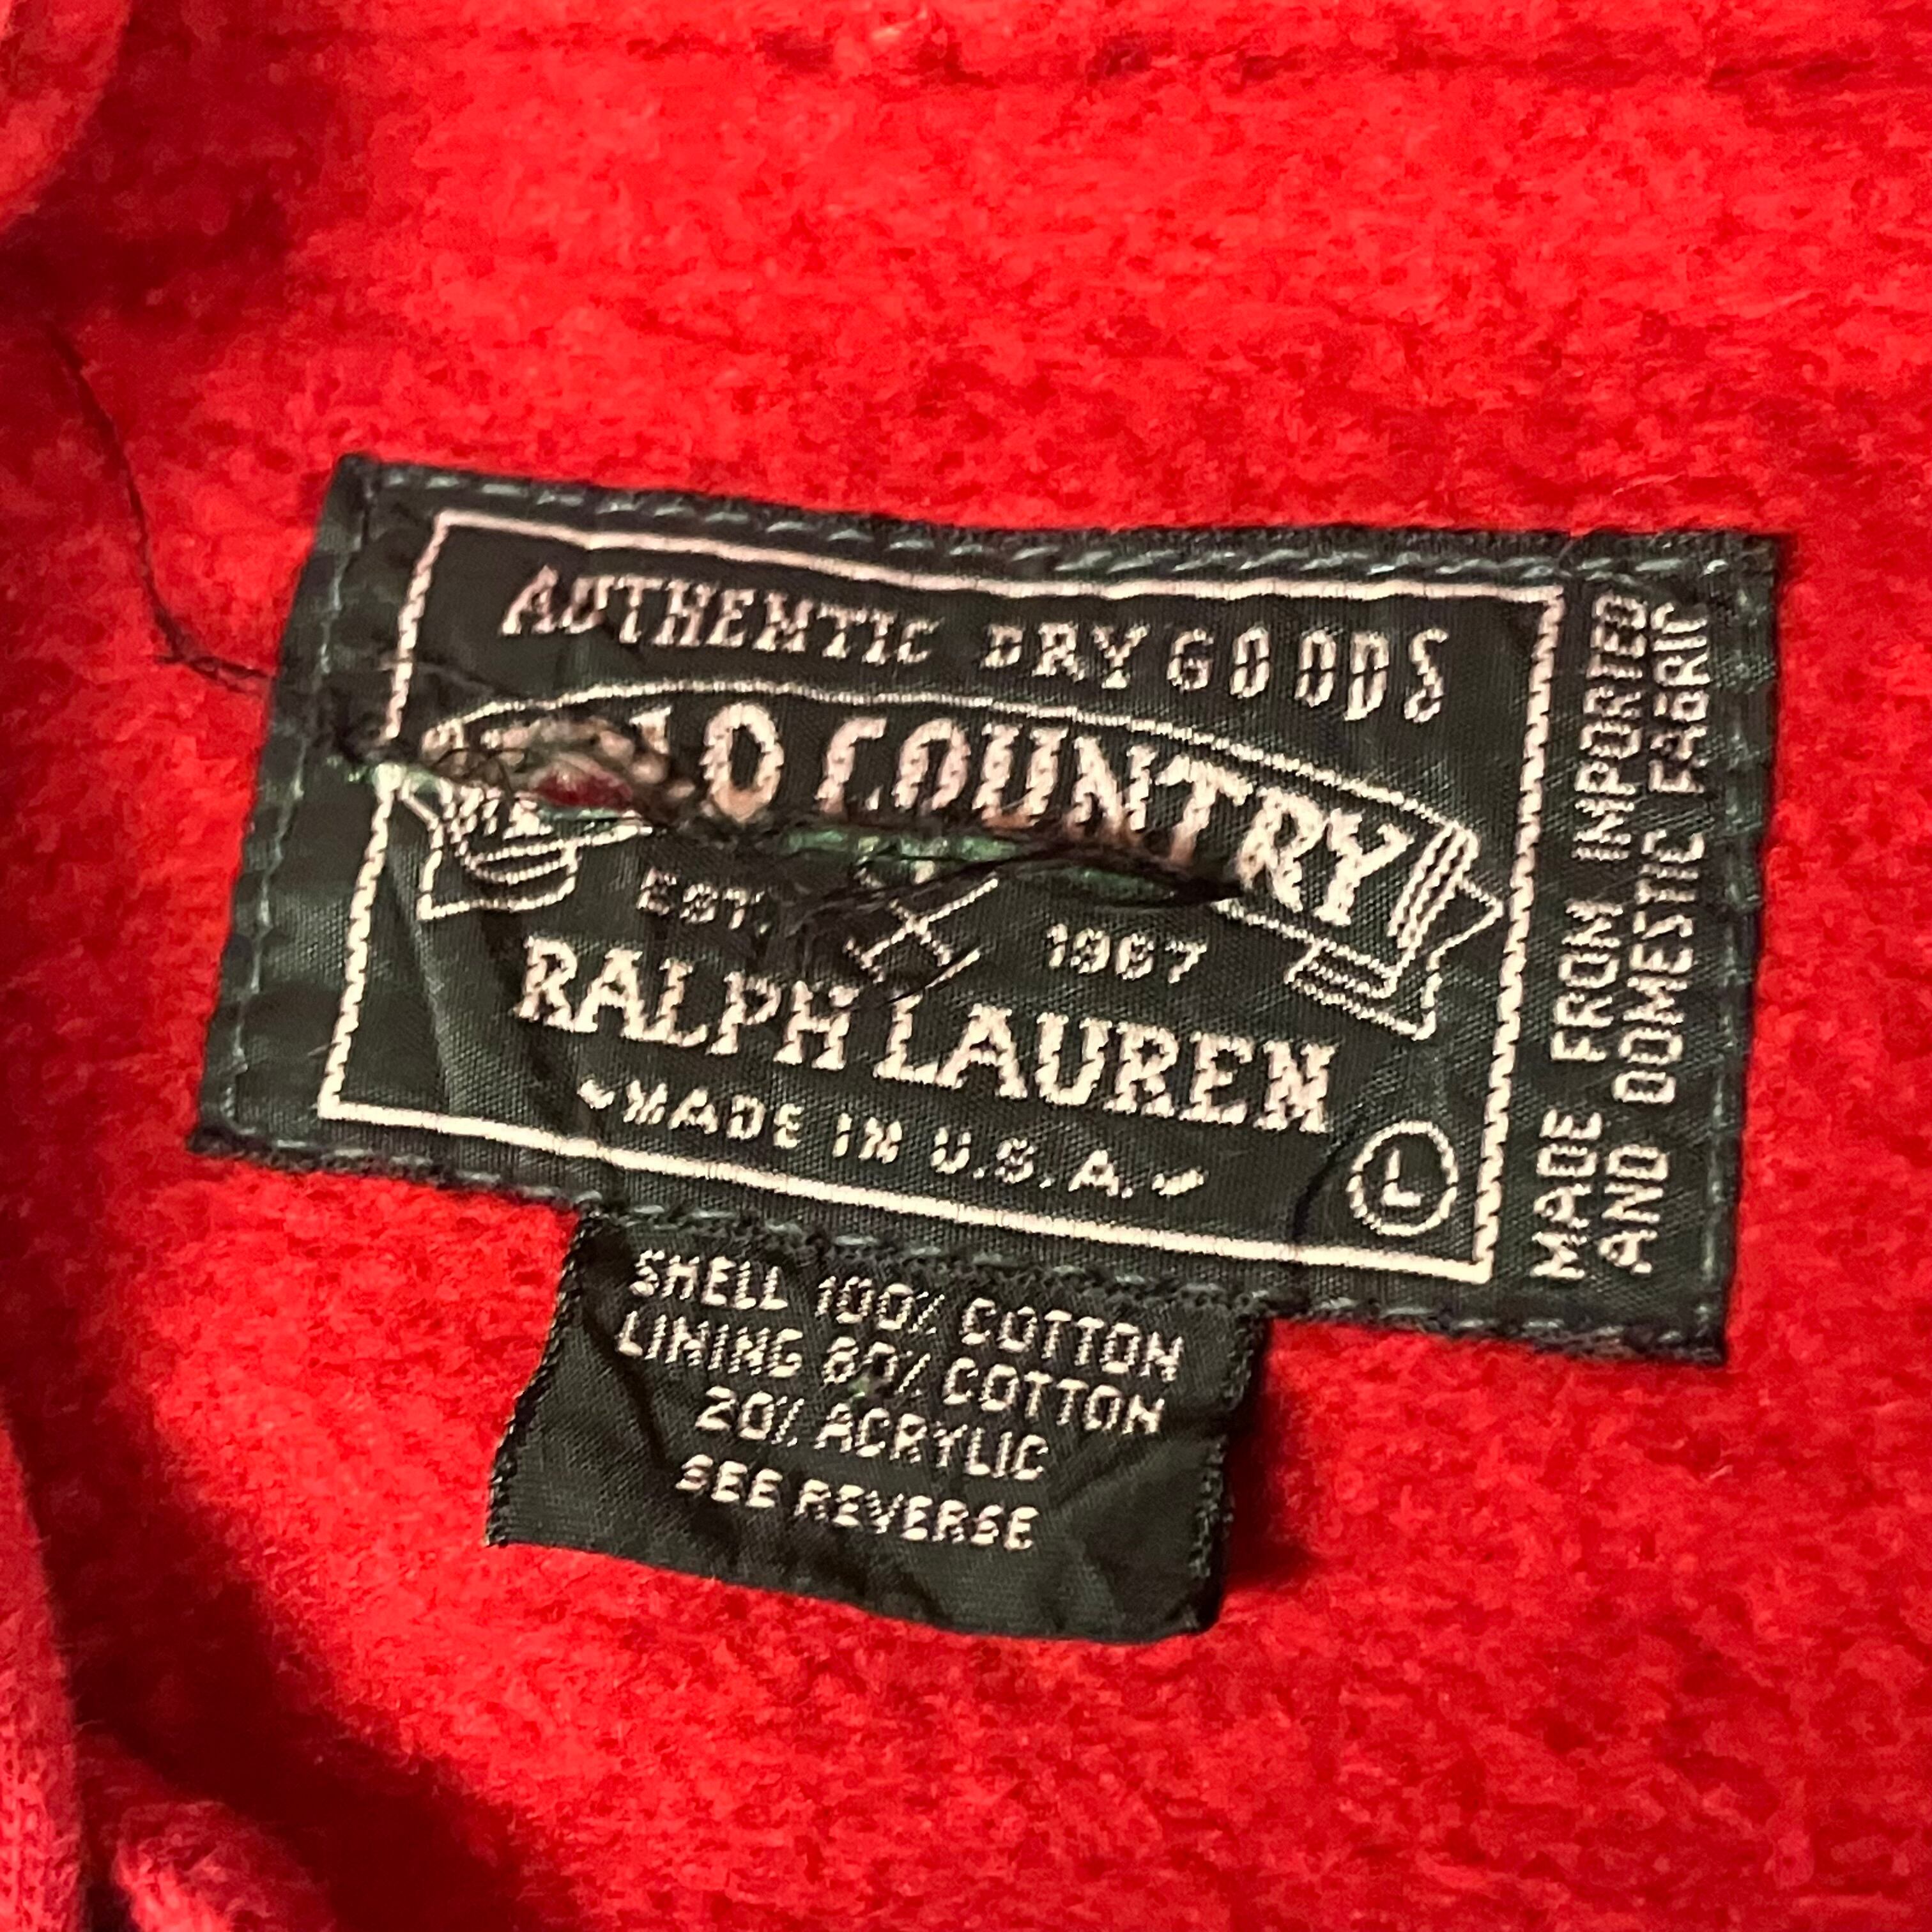 AUTHENTIC DRY GOODS
LO COUNTRY
EST. 1967
RALPH LAUREN
MADE IN U.S.A.
L
MADE FROM IMPORTED
AND DOMESTIC FABRIC
SHELL 100% COTTON
LINING 80% COTTON
20% ACRYLIC
SEE REVERSE